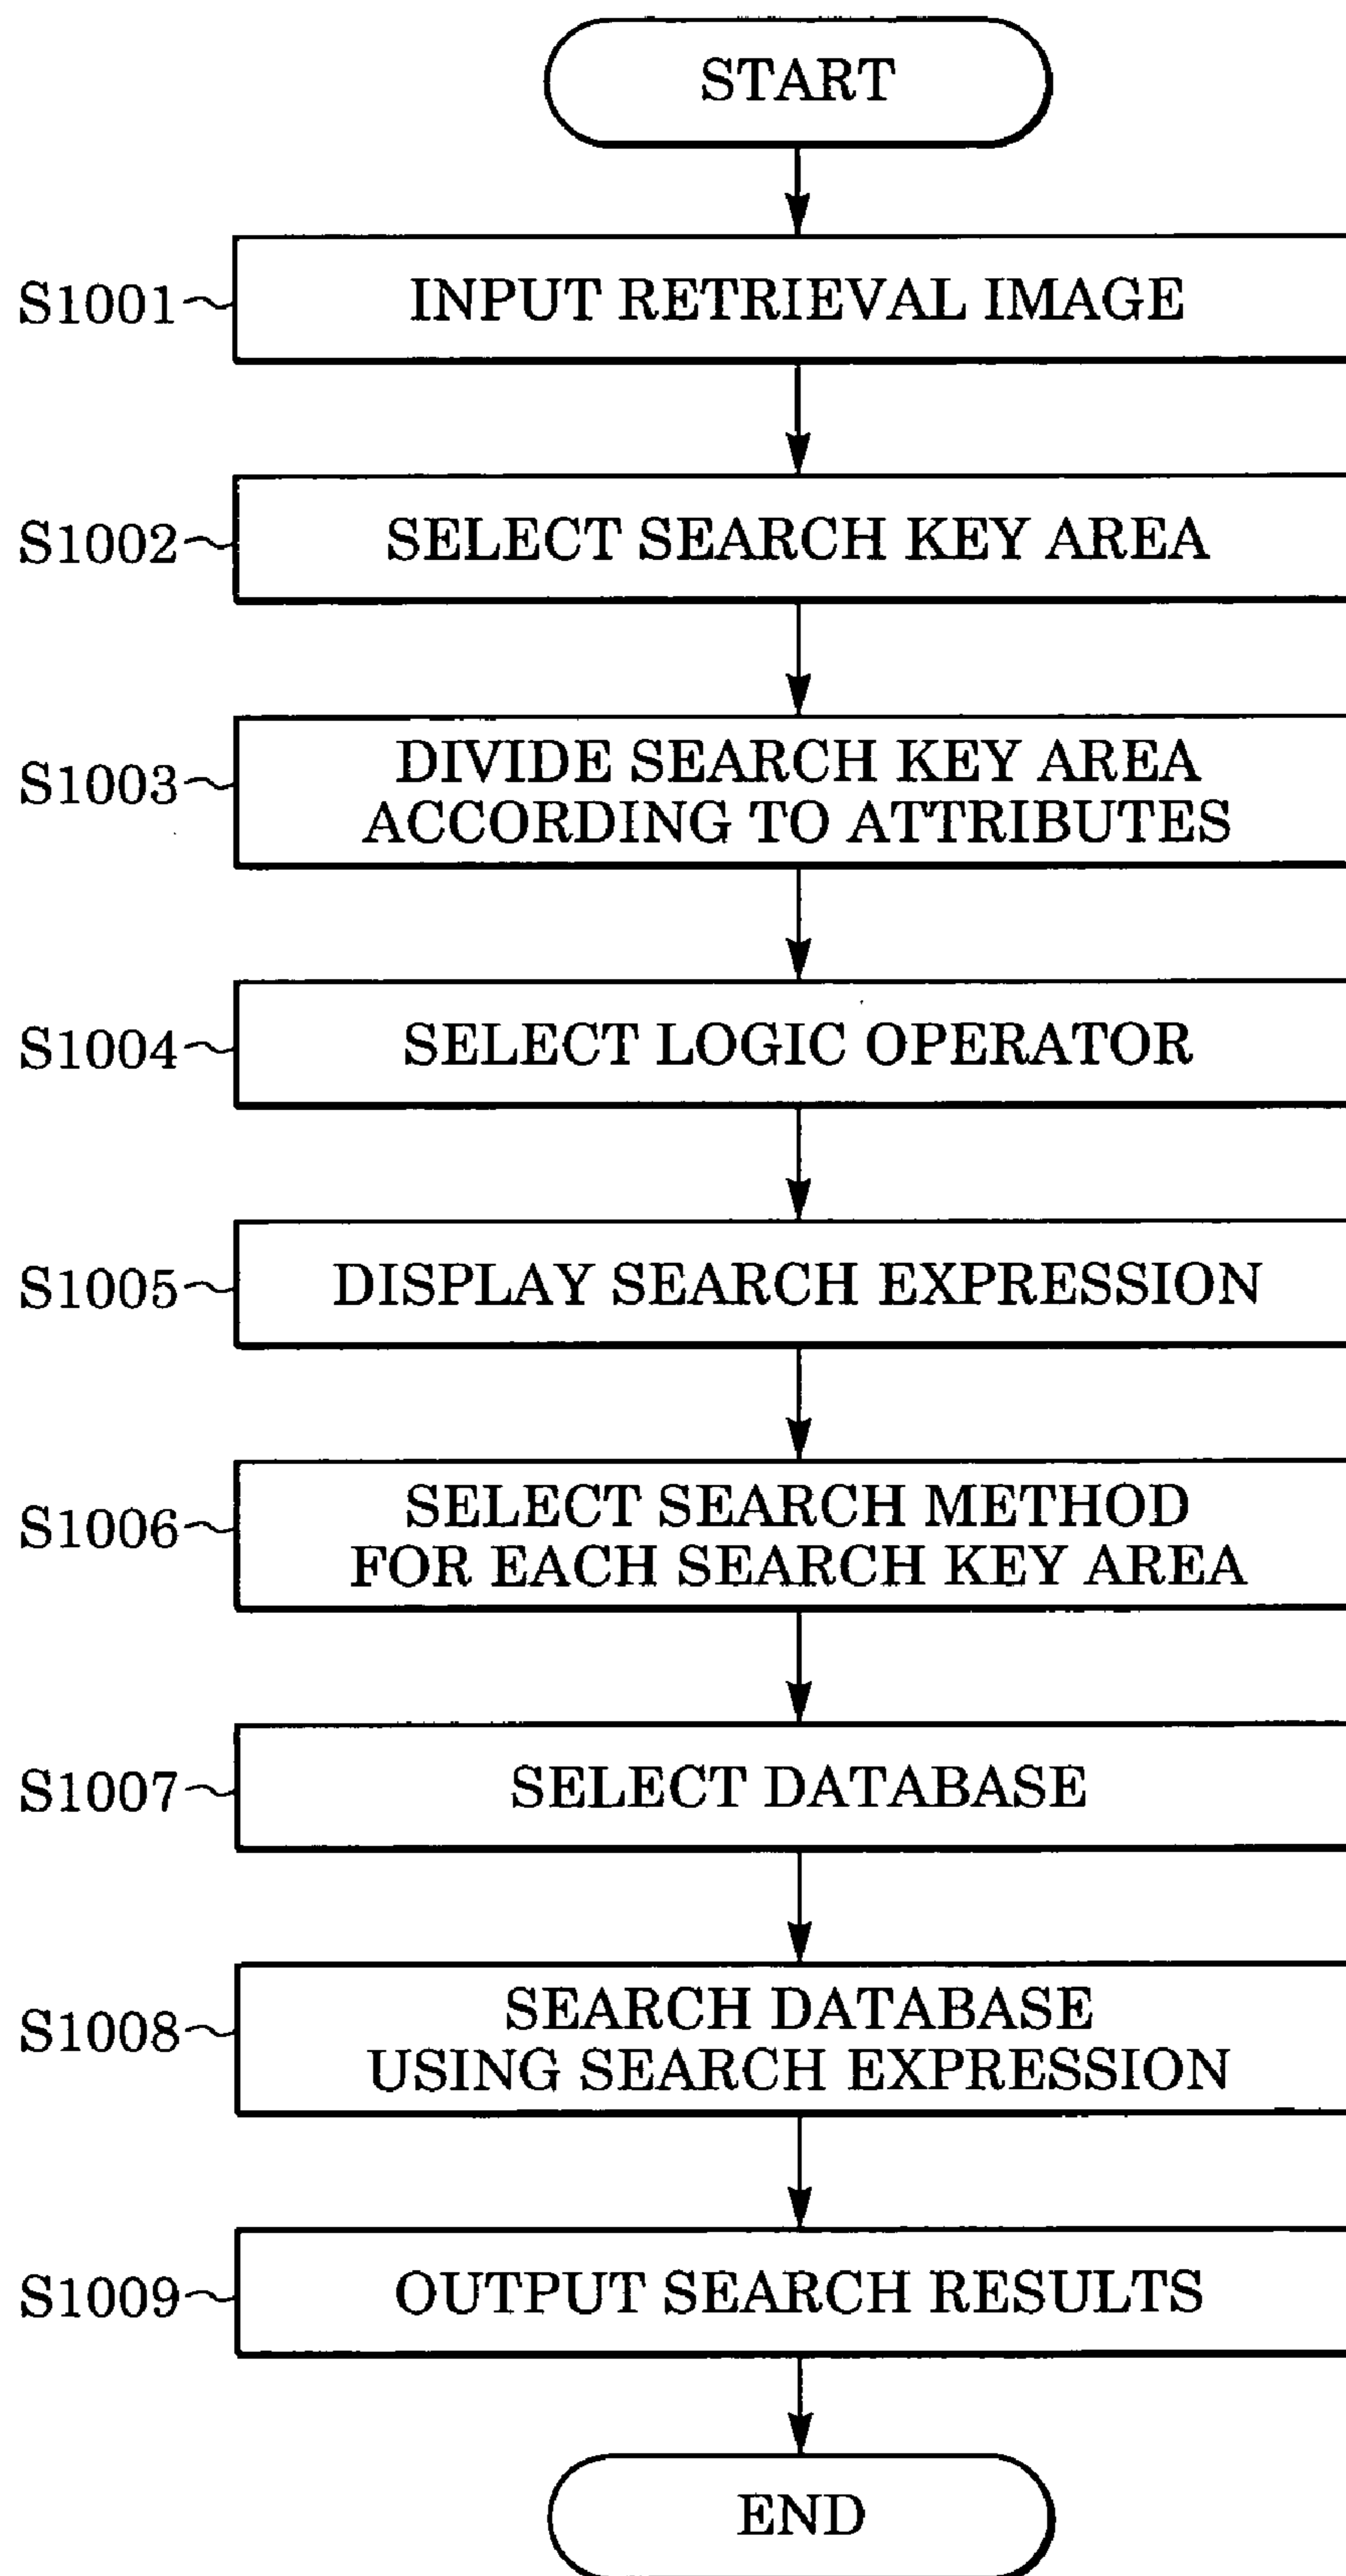 START
S1001 INPUT RETRIEVAL IMAGE
S1002 SELECT SEARCH KEY AREA
S1003 DIVIDE SEARCH KEY AREA
ACCORDING TO ATTRIBUTES
S1004 SELECT LOGIC OPERATOR
S1005 DISPLAY SEARCH EXPRESSION
S1006 SELECT SEARCH METHOD
FOR EACH SEARCH KEY AREA
S1007 SELECT DATABASE
S1008 SEARCH DATABASE
USING SEARCH EXPRESSION
S1009 OUTPUT SEARCH RESULTS
END